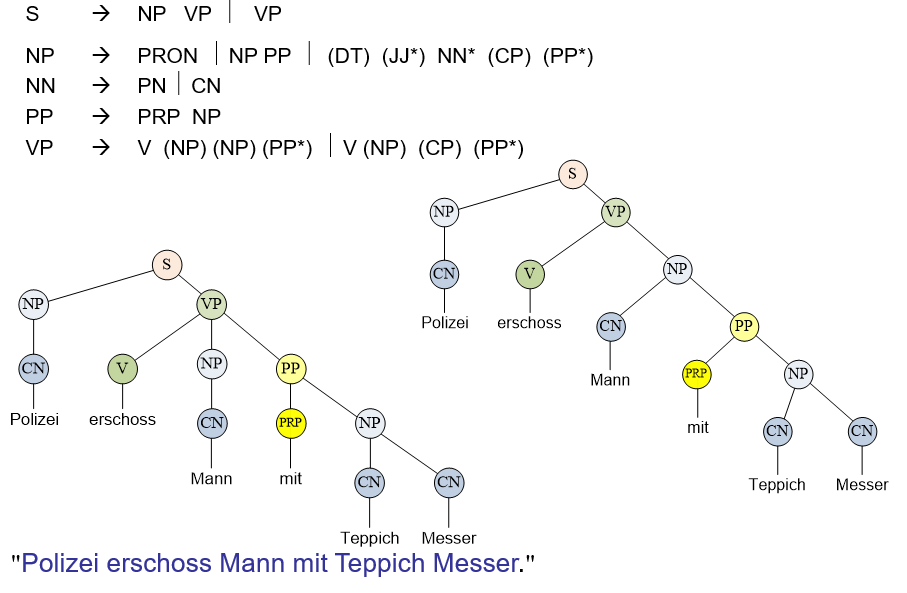 S → NP VP | VP
NP → PRON | NP PP | (DT) (JJ*) NN* (CP) (PP*)
NN → PN | CN
PP → PRP NP
VP → V (NP) (NP) (PP*) | V (NP) (CP) (PP*)
S
NP VP
CN V NP
Polizei erschoss
CN PP
Mann
PRP NP
mit
CN CN
Teppich Messer
S
NP VP
CN V NP PP
Polizei erschoss
CN PRP NP
Mann mit
CN CN
Teppich Messer
"Polizei erschoss Mann mit Teppich Messer."